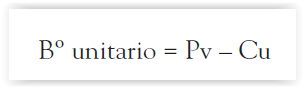 Bº unitario = Pv – Cu